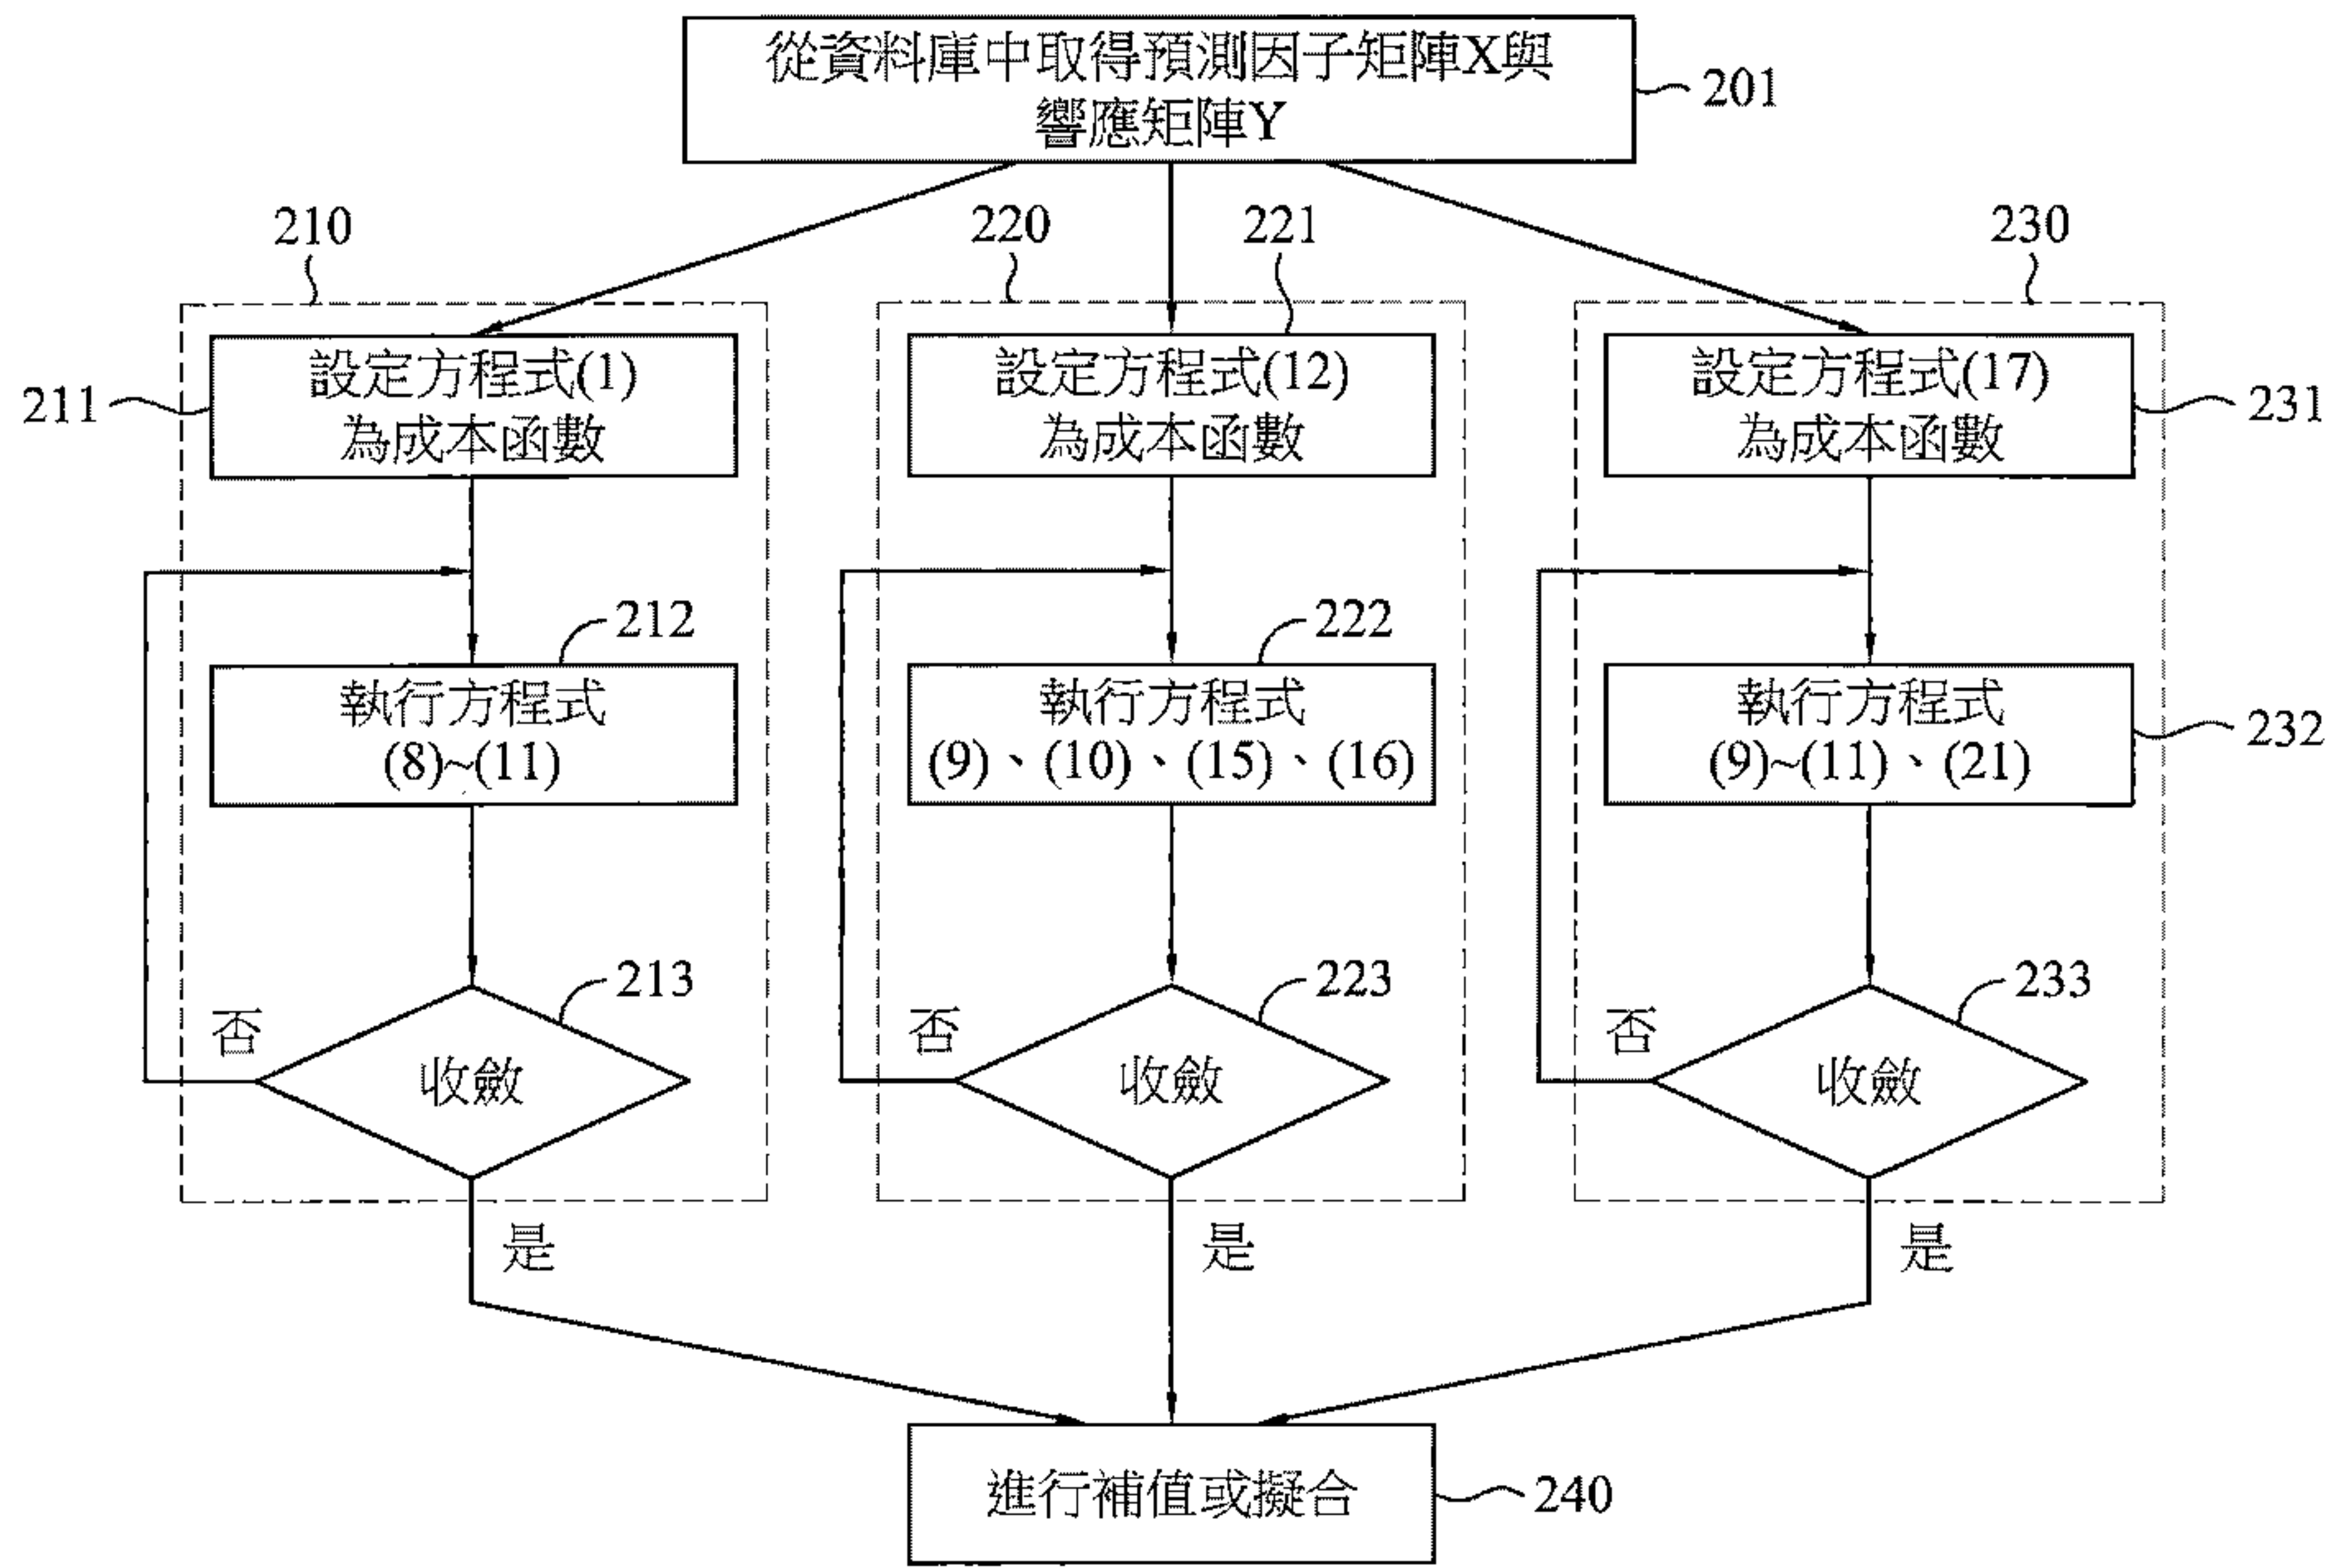 從資料庫中取得預測因子矩陣X與
響應矩陣Y
201
210
220
221
230
設定方程式(1)
為成本函數
211
設定方程式(12)
為成本函數
設定方程式(17)
為成本函數
231
212
222
執行方程式
(8)~(11)
執行方程式
(9)、(10)、(15)、(16)
執行方程式
(9)~(11)、(21)
232
213
223
233
否
收斂
否
收斂
否
收斂
是
是
是
進行補值或擬合
240